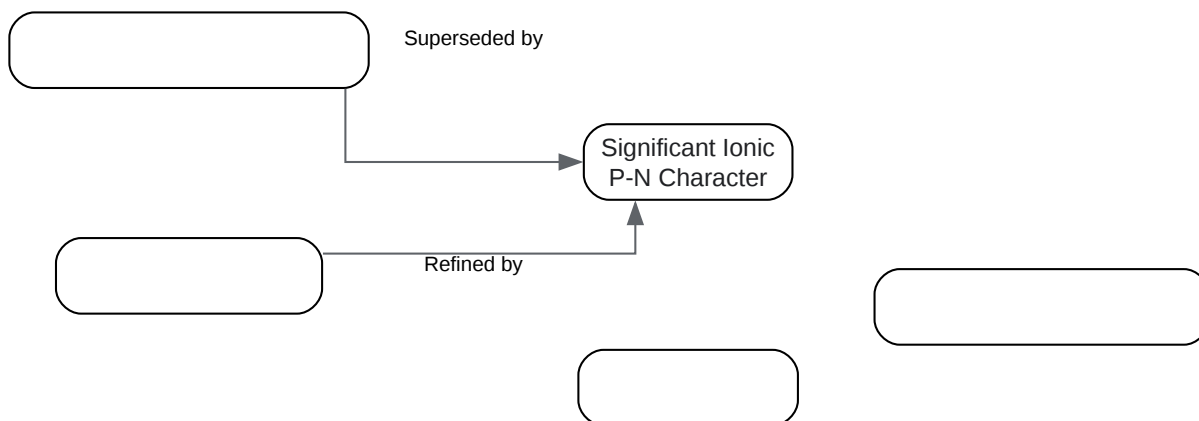 Superseded by
Significant Ionic
P-N Character
Refined by